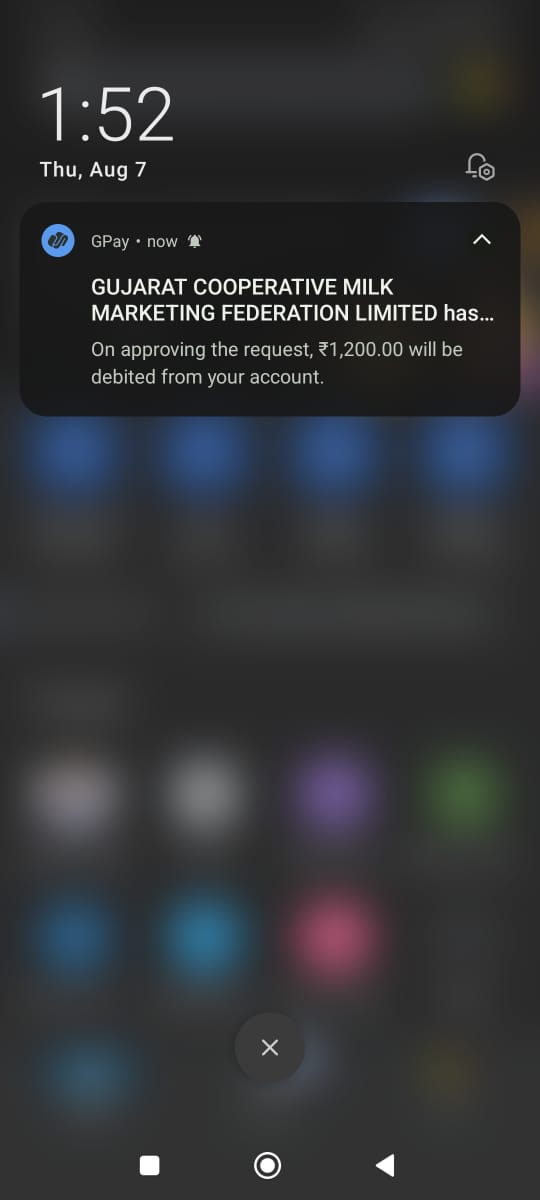 1:52
Thu, Aug 7
GPay • now
GUJARAT COOPERATIVE MILK
MARKETING FEDERATION LIMITED has...
On approving the request, ₹1,200.00 will be
debited from your account.